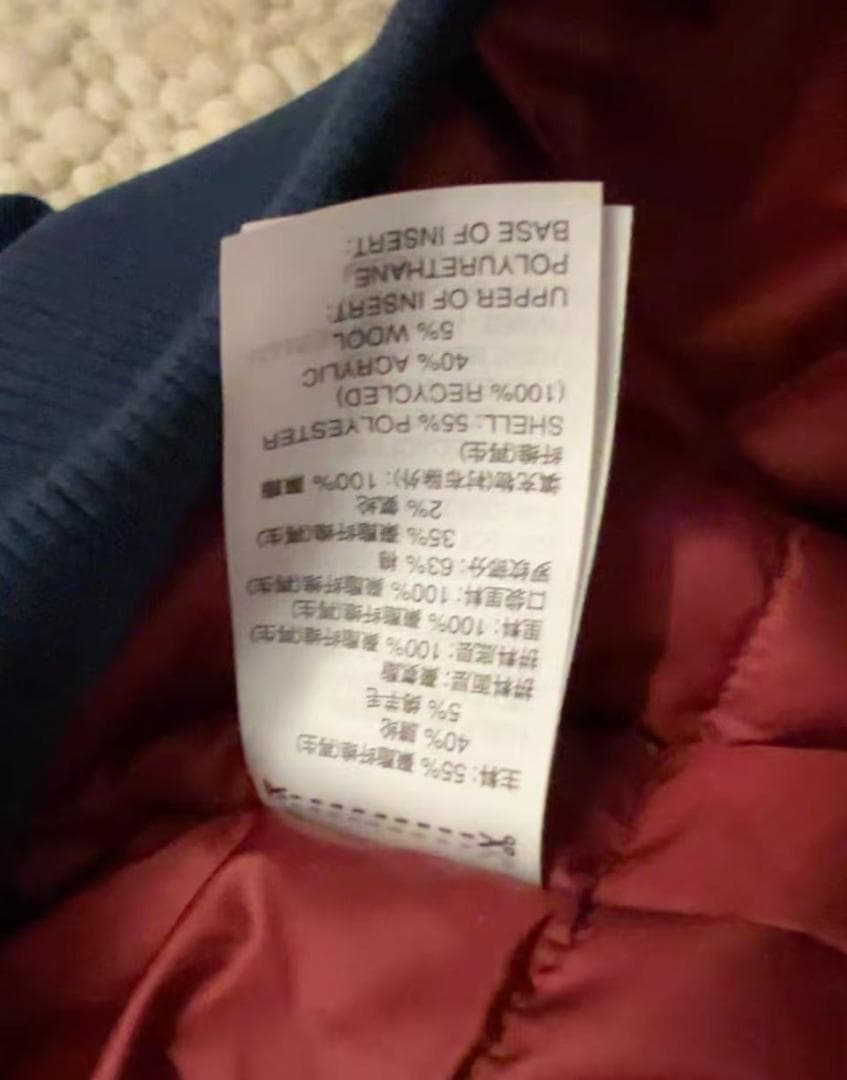 主料: 55% 聚酯纤维(再生)
40% 腈纶
5% 绵羊毛
拼料面层: 聚氨酯
拼料底层: 100% 聚酯纤维(再生)
里料: 100% 聚酯纤维(再生)
口袋里料: 100% 聚酯纤维(再生)
罗纹部分: 63% 棉
35% 聚酯纤维(再生)
2% 氨纶
填充物(衬布除外): 100% 聚酯
纤维(再生)
SHELL: 55% POLYESTER
(100% RECYCLED)
40% ACRYLIC
5% WOOL
UPPER OF INSERT:
POLYURETHANE
BASE OF INSERT: